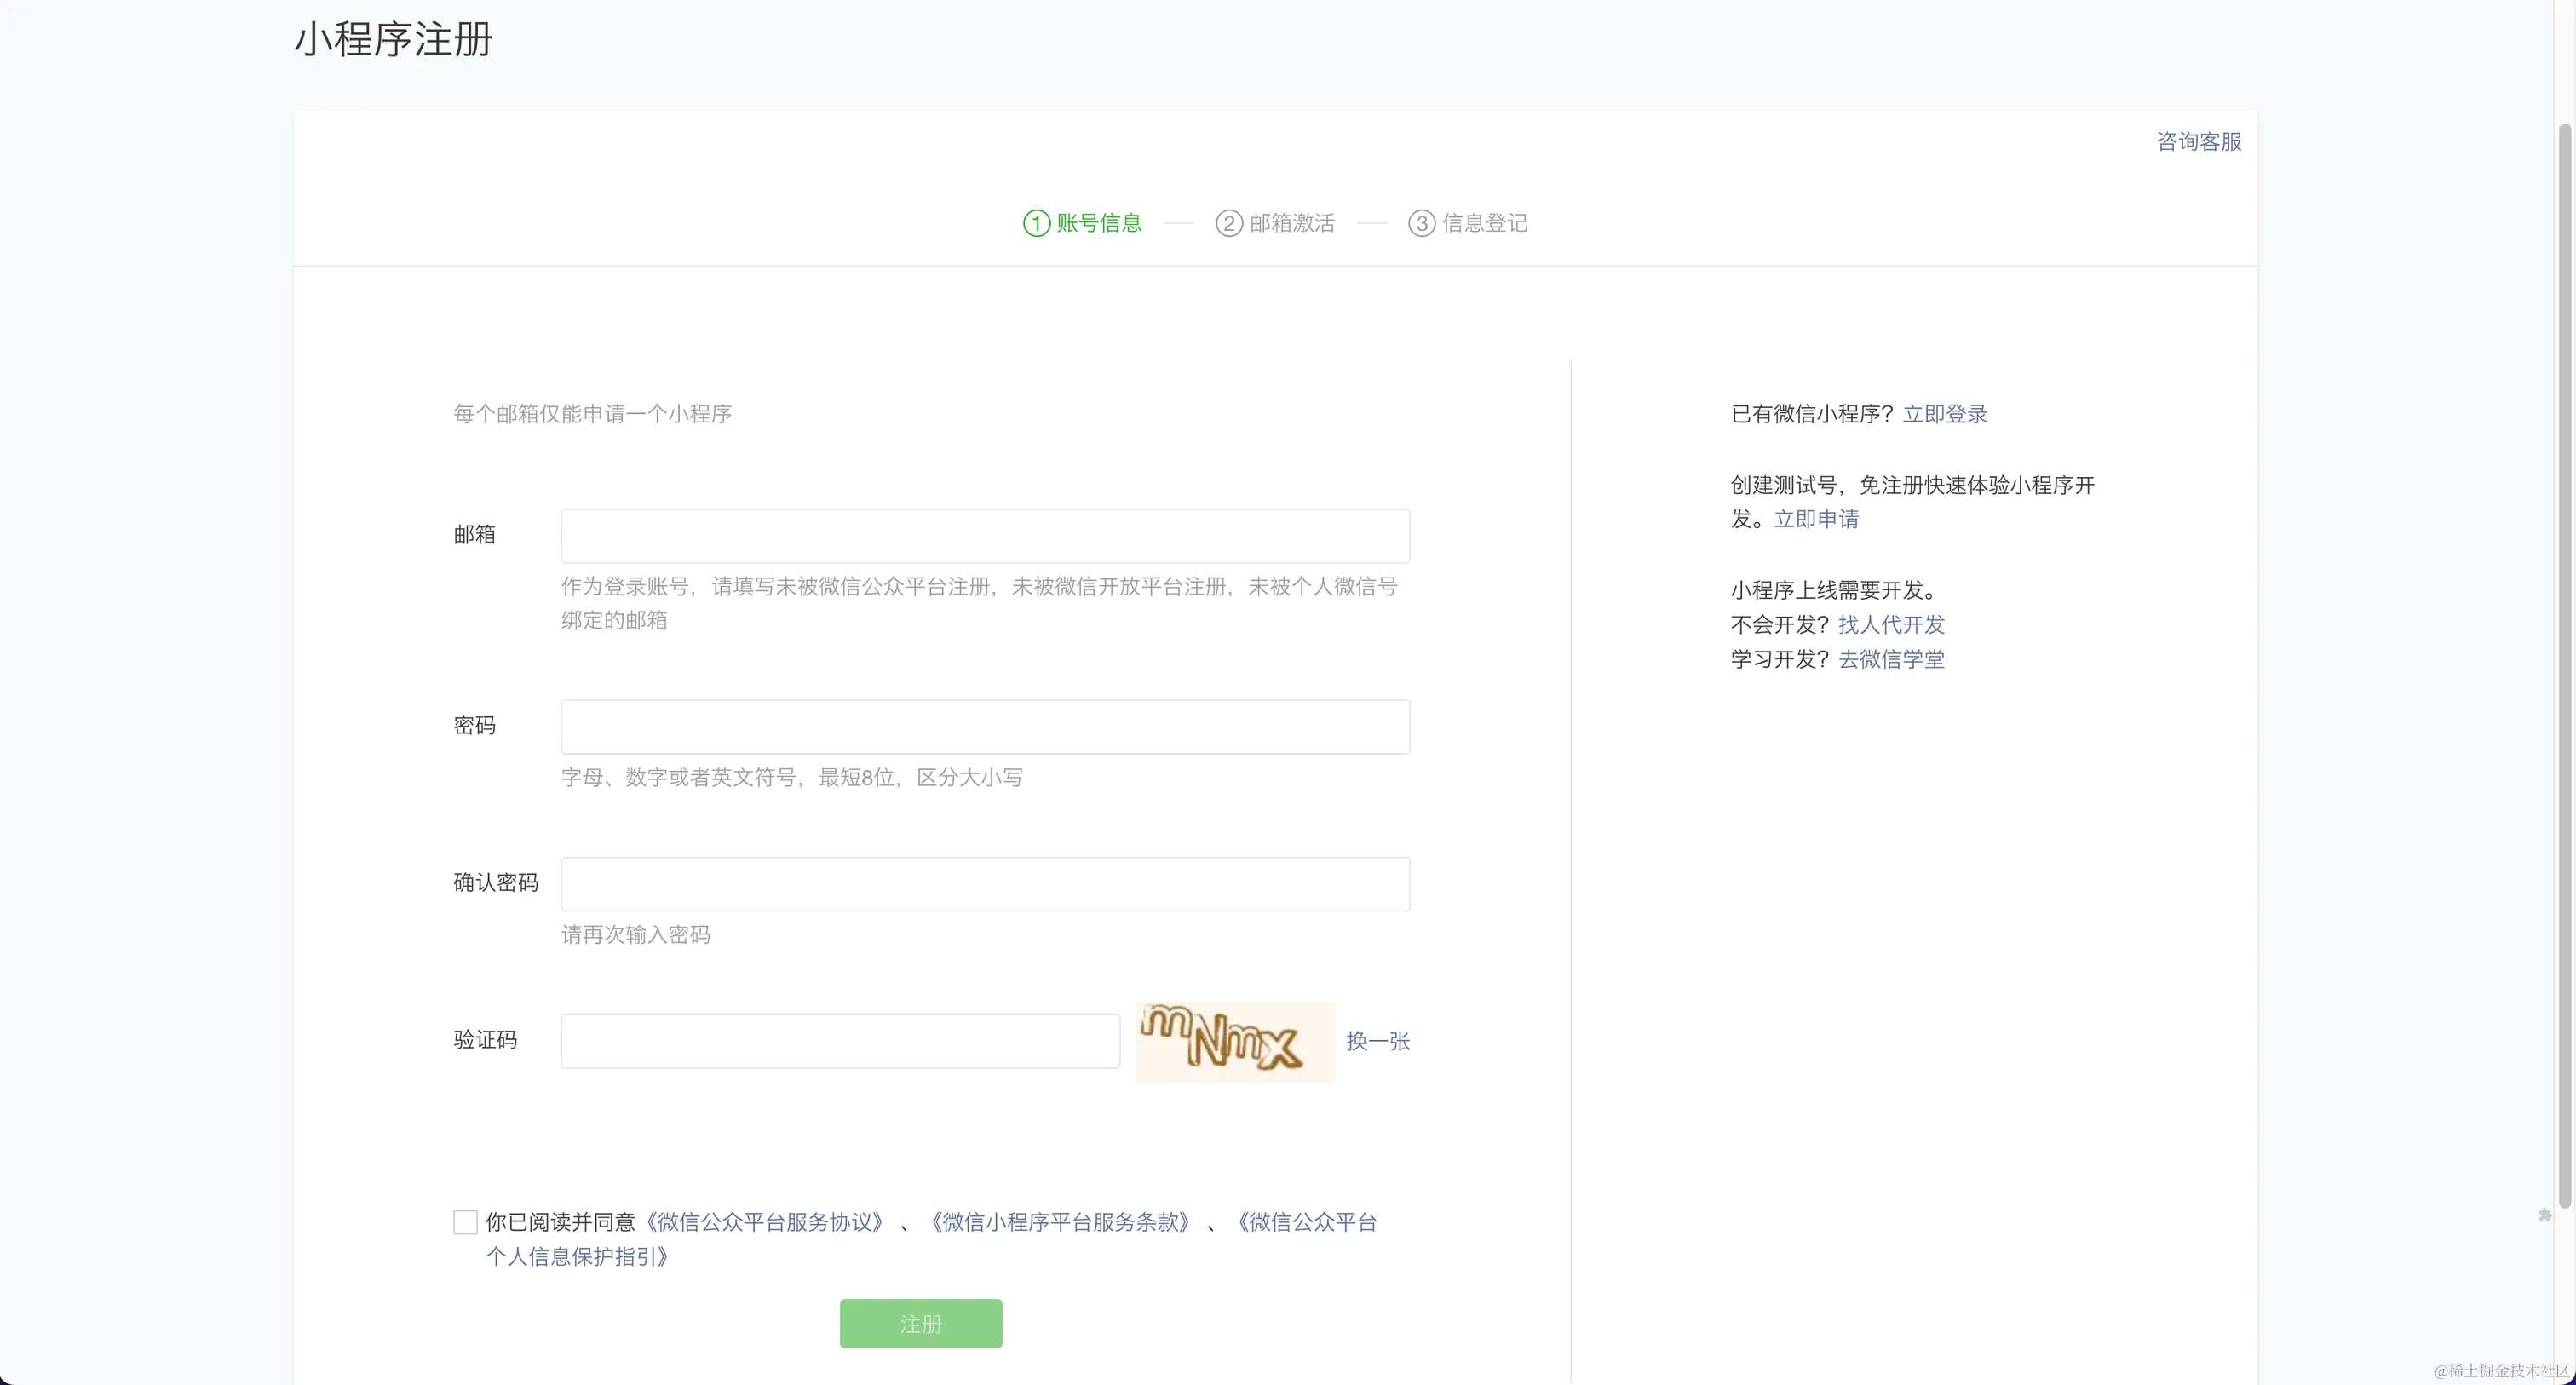 小程序注册
咨询客服
1 账号信息
2 邮箱激活
3 信息登记
每个邮箱仅能申请一个小程序
邮箱
作为登录账号，请填写未被微信公众平台注册，未被微信开放平台注册，未被个人微信号
绑定的邮箱
密码
字母、数字或者英文符号，最短8位，区分大小写
确认密码
请再次输入密码
验证码
mNmx
换一张
你已阅读并同意《微信公众平台服务协议》、《微信小程序平台服务条款》、《微信公众平台
个人信息保护指引》
注册
已有微信小程序？立即登录
创建测试号，免注册快速体验小程序开
发。立即申请
小程序上线需要开发。
不会开发？找人代开发
学习开发？去微信学堂
@稀土掘金技术社区